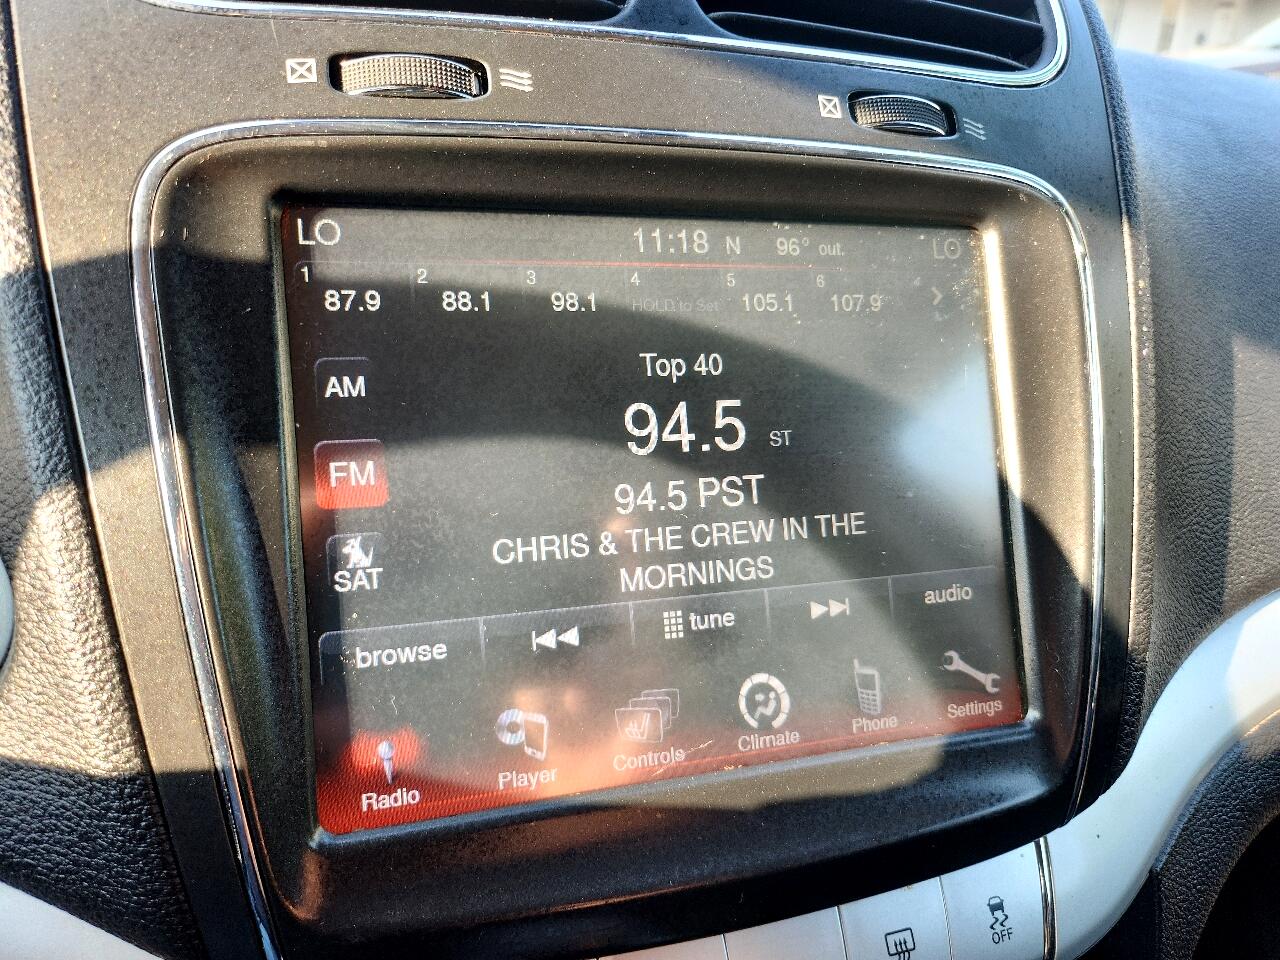 LO 11:18 N 96° out. LO
1 2 3 4 5 6
87.9 88.1 98.1 HOLD to Set 105.1 107.9
Top 40
AM
94.5 ST
FM
94.5 PST
CHRIS & THE CREW IN THE
MORNINGS
SAT
browse tune audio
Radio Player Controls Climate Phone Settings
OFF